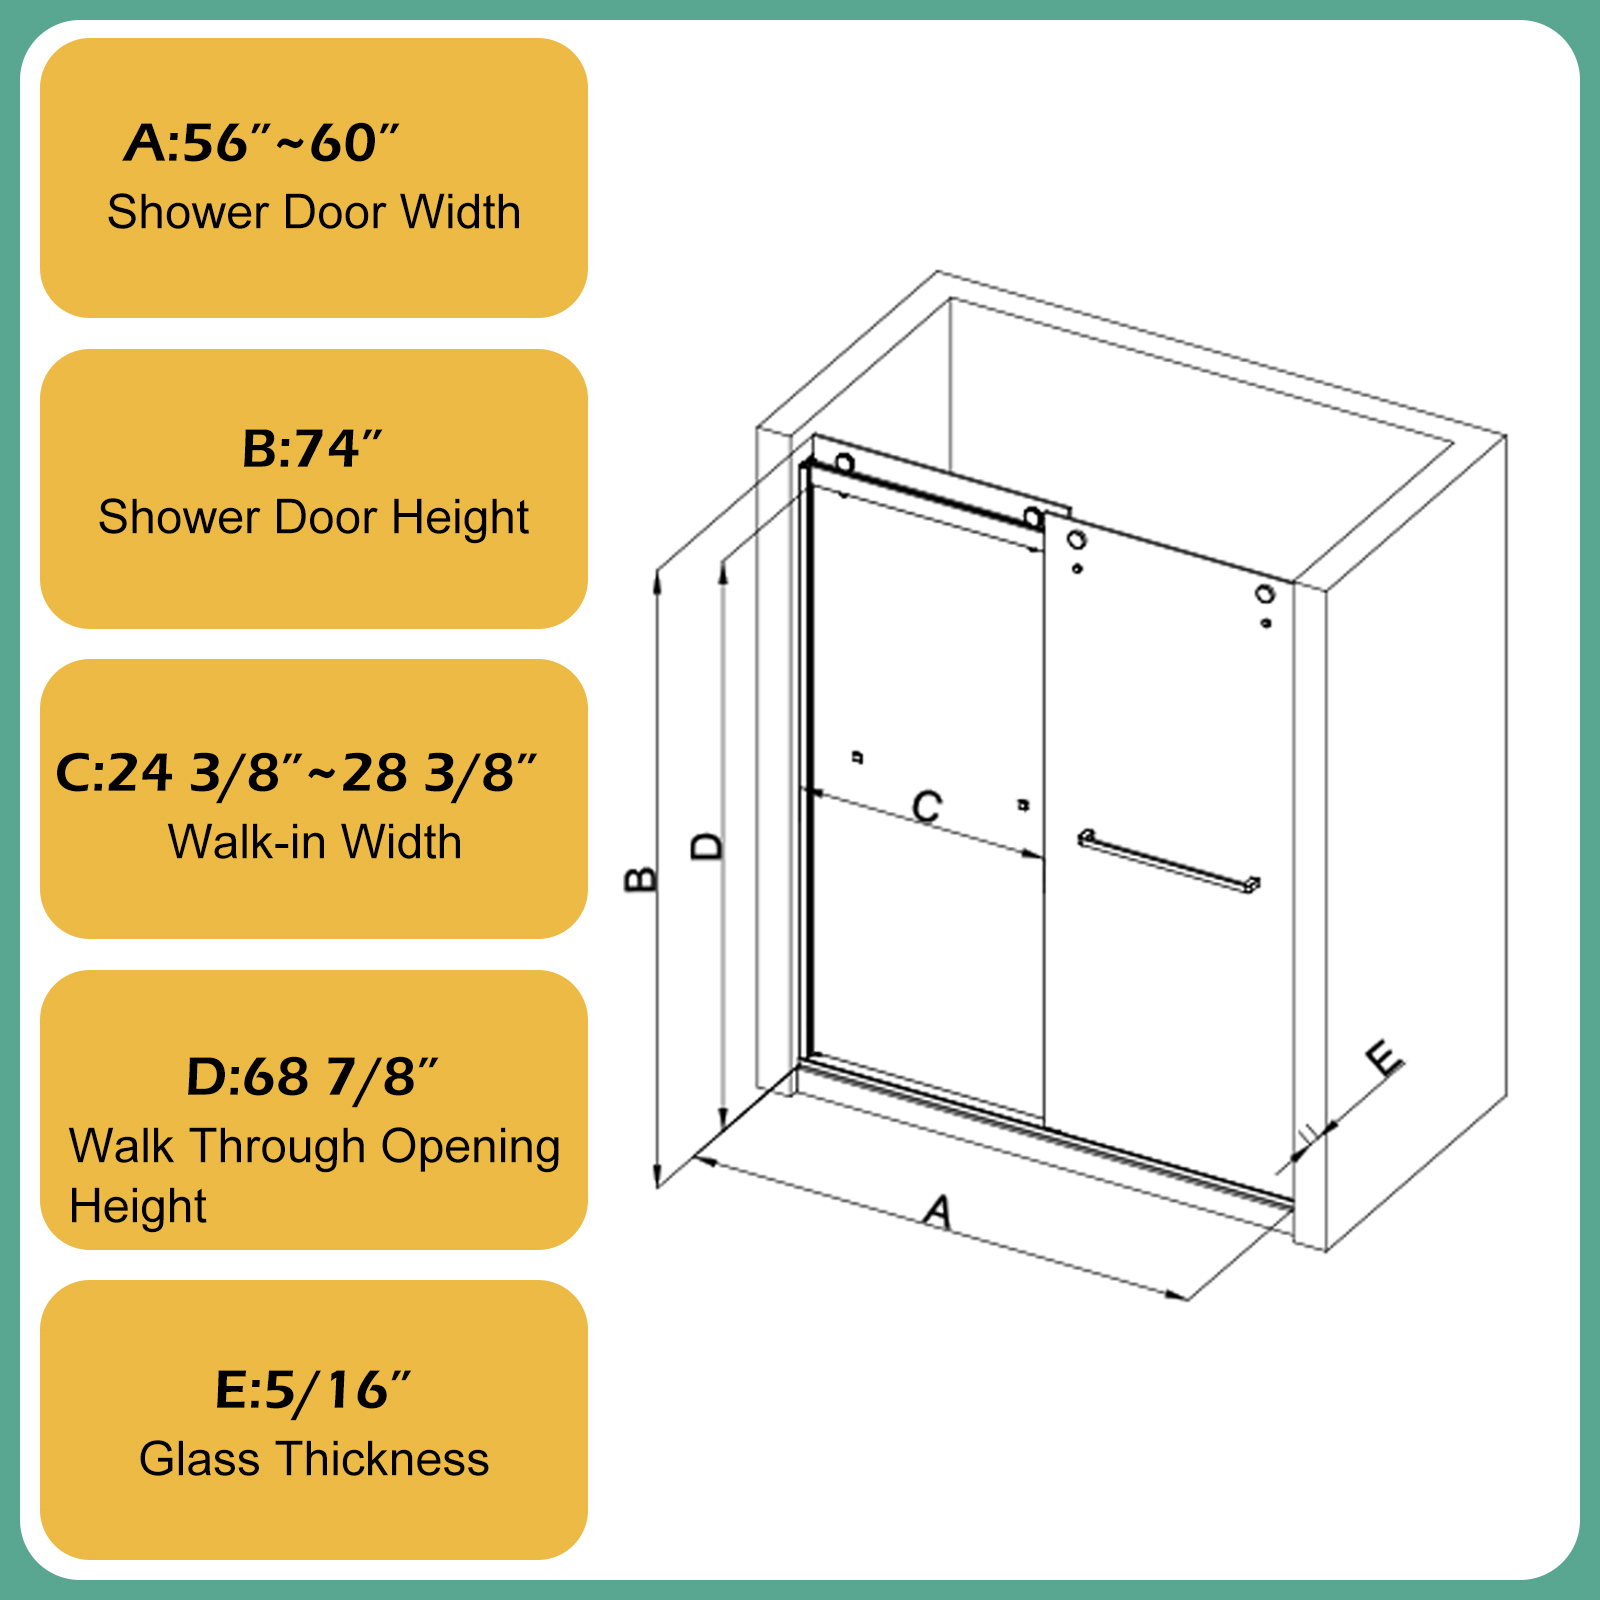 A:56″~60″
Shower Door Width
B:74″
Shower Door Height
C:24 3/8″~28 3/8″
Walk-in Width
D:68 7/8″
Walk Through Opening
Height
E:5/16″
Glass Thickness
C
D
B
E
A